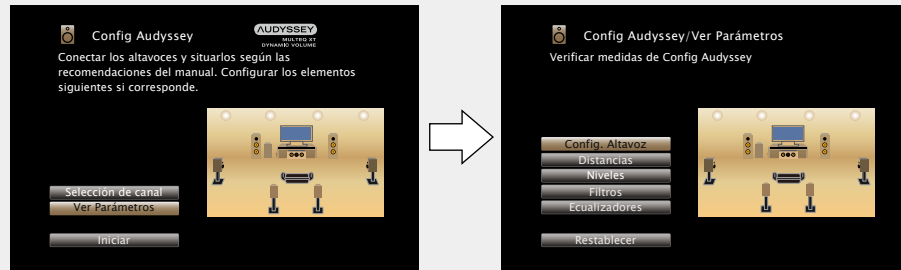 Config Audyssey
AUDYSSEY
MULTEQ XT
DYNAMIC VOLUME
Conectar los altavoces y situarlos según las
recomendaciones del manual. Configurar los elementos
siguientes si corresponde.
Selección de canal
Ver Parámetros
Iniciar
Config Audyssey/Ver Parámetros
Verificar medidas de Config Audyssey
Config. Altavoz
Distancias
Niveles
Filtros
Ecualizadores
Restablecer